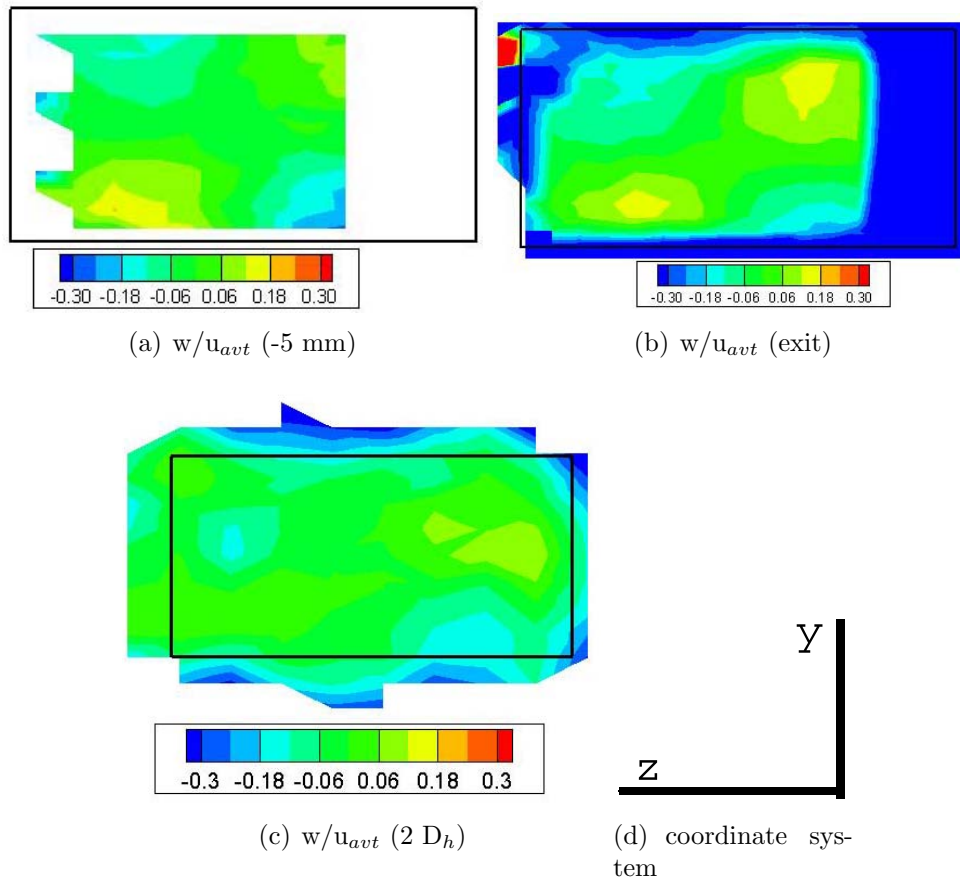 -0.30 -0.18 -0.06 0.06 0.18 0.30
(a) w/u_avt (-5 mm)
-0.30 -0.18 -0.06 0.06 0.18 0.30
(b) w/u_avt (exit)
-0.3 -0.18 -0.06 0.06 0.18 0.3
(c) w/u_avt (2 D_h)
y
z
(d) coordinate sys-
tem